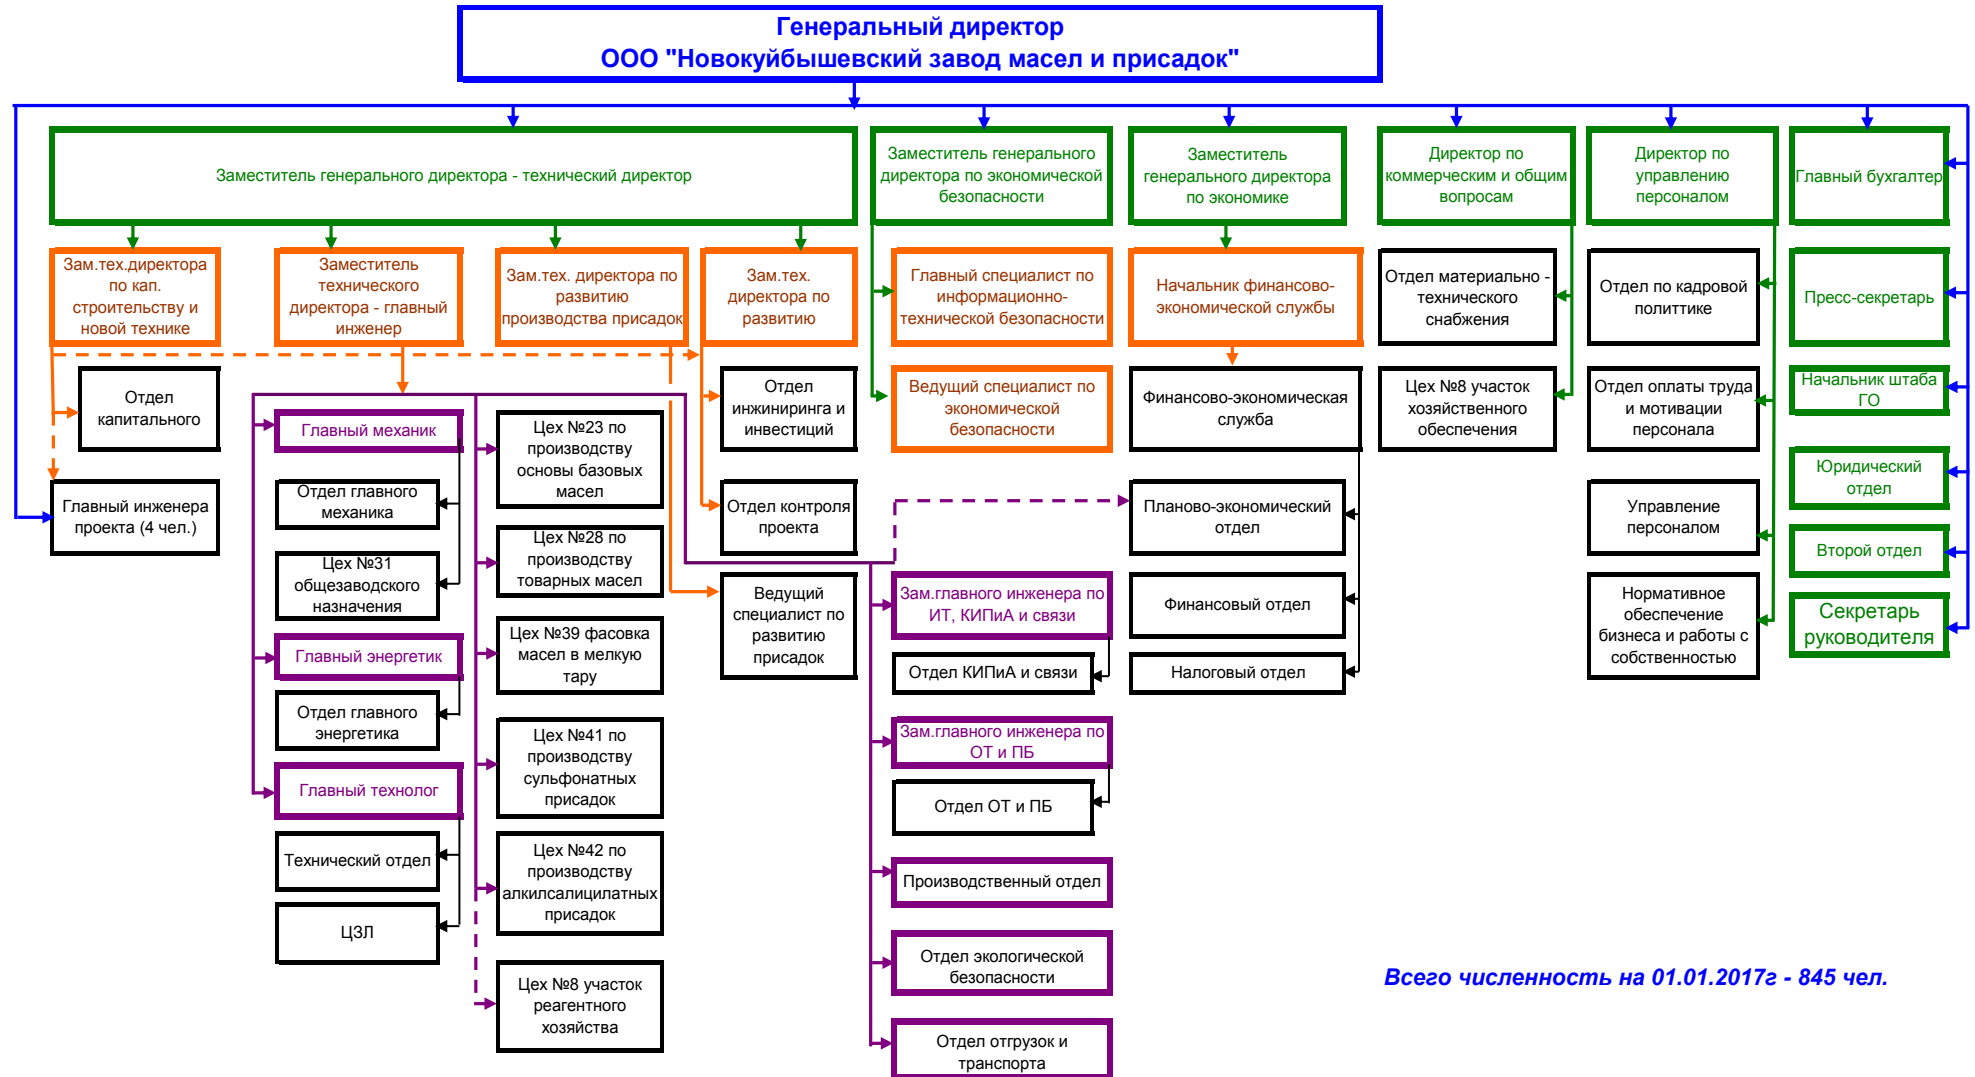 Генеральный директор
ООО "Новокуйбышевский завод масел и присадок"
Заместитель генерального директора - технический директор
Заместитель генерального
директора по экономической
безопасности
Заместитель
генерального директора
по экономике
Директор по
коммерческим и общим
вопросам
Директор по
управлению
персоналом
Главный бухгалтер
Зам.тех.директора
по кап.
строительству и
новой технике
Заместитель
технического
директора - главный
инженер
Зам.тех. директора по
развитию
производства присадок
Зам.тех.
директора по
развитию
Главный специалист по
информационно-
технической безопасности
Начальник финансово-
экономической службы
Отдел материально -
технического
снабжения
Отдел по кадровой
политтике
Пресс-секретарь
Отдел
капитального
Отдел
инжиниринга и
инвестиций
Ведущий специалист по
экономической
безопасности
Финансово-экономическая
служба
Цех №8 участок
хозяйственного
обеспечения
Отдел оплаты труда
и мотивации
персонала
Начальник штаба
ГО
Главный механик
Цех №23 по
производству
основы базовых
масел
Юридический
отдел
Главный инженера
проекта (4 чел.)
Отдел главного
механика
Отдел контроля
проекта
Планово-экономический
отдел
Управление
персоналом
Второй отдел
Цех №31
общезаводского
назначения
Цех №28 по
производству
товарных масел
Ведущий
специалист по
развитию
присадок
Зам.главного инженера по
ИТ, КИПиА и связи
Финансовый отдел
Нормативное
обеспечение
бизнеса и работы с
собственностью
Секретарь
руководителя
Главный энергетик
Цех №39 фасовка
масел в мелкую
тару
Отдел КИПиА и связи
Налоговый отдел
Отдел главного
энергетика
Цех №41 по
производству
сульфонатных
присадок
Зам.главного инженера по
ОТ и ПБ
Главный технолог
Отдел ОТ и ПБ
Технический отдел
Цех №42 по
производству
алкилсалицилатных
присадок
Производственный отдел
ЦЗЛ
Отдел экологической
безопасности
Всего численность на 01.01.2017г - 845 чел.
Цех №8 участок
реагентного
хозяйства
Отдел отгрузок и
транспорта